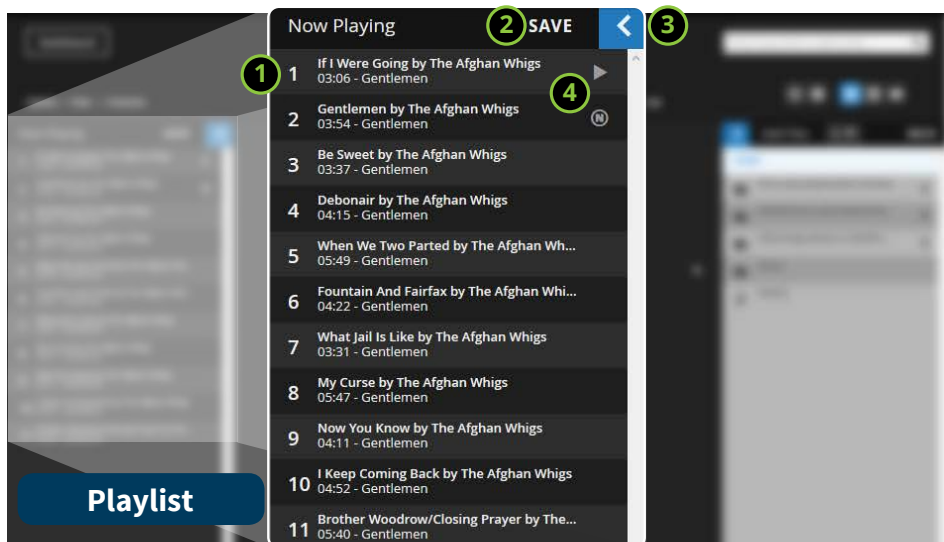 Now Playing
2
SAVE
3
1
1
If I Were Going by The Afghan Whigs
03:06 - Gentlemen
4
2
Gentlemen by The Afghan Whigs
03:54 - Gentlemen
N
3
Be Sweet by The Afghan Whigs
03:37 - Gentlemen
4
Debonair by The Afghan Whigs
04:15 - Gentlemen
5
When We Two Parted by The Afghan Wh...
05:49 - Gentlemen
6
Fountain And Fairfax by The Afghan Whi...
04:22 - Gentlemen
7
What Jail Is Like by The Afghan Whigs
03:31 - Gentlemen
8
My Curse by The Afghan Whigs
05:47 - Gentlemen
9
Now You Know by The Afghan Whigs
04:11 - Gentlemen
10
I Keep Coming Back by The Afghan Whigs
04:52 - Gentlemen
11
Brother Woodrow/Closing Prayer by The...
05:40 - Gentlemen
Playlist